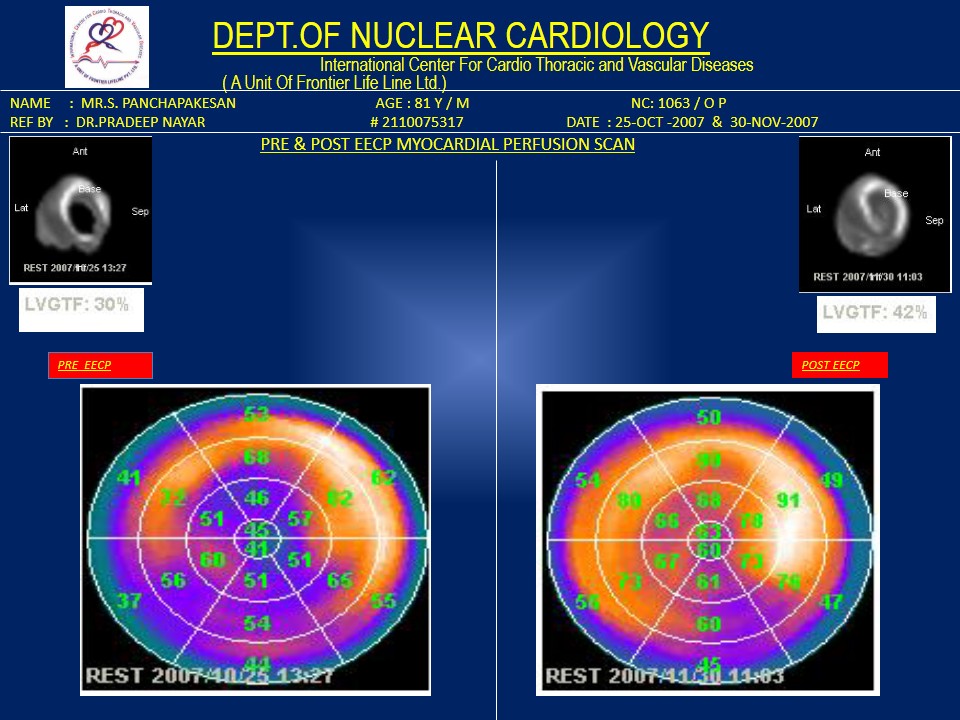 DEPT.OF NUCLEAR CARDIOLOGY
International Center For Cardio Thoracic and Vascular Diseases
( A Unit Of Frontier Life Line Ltd.)
NAME : MR.S. PANCHAPAKESAN AGE : 81 Y / M NC: 1063 / O P
REF BY : DR.PRADEEP NAYAR # 2110075317 DATE : 25-OCT -2007 & 30-NOV-2007
PRE & POST EECP MYOCARDIAL PERFUSION SCAN
Ant
Base
Lat
Sep
REST 2007/10/25 13:27
LVGTF: 30%
Ant
Base
Lat
Sep
REST 2007/11/30 11:03
LVGTF: 42%
PRE EECP
53
68
41
62
72
82
46
51
57
45
41
60
51
56
51
65
37
55
54
44
REST 2007/10/25 13:27
POST EECP
50
90
54
49
80
91
68
66
78
63
60
67
73
73
61
76
56
47
60
45
REST 2007/11/30 11:03